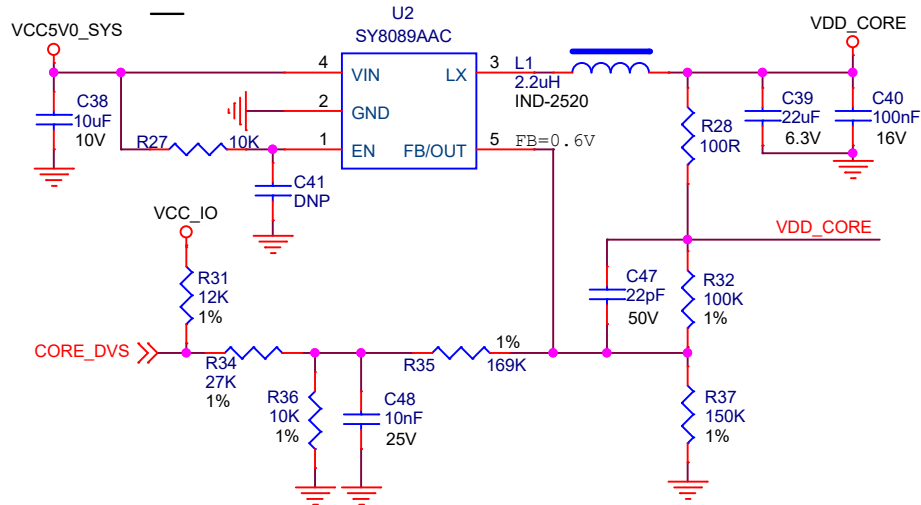 U2
SY8089AAC
VCC5V0_SYS
VDD_CORE
4
VIN
LX
3
L1
2.2uH
IND-2520
C38
10uF
10V
2
GND
C39
22uF
6.3V
C40
100nF
16V
R28
100R
R27
10K
1
EN
FB/OUT
5
FB=0.6V
C41
DNP
VCC_IO
VDD_CORE
R31
12K
1%
C47
22pF
50V
R32
100K
1%
CORE_DVS
R34
27K
1%
R35
1%
169K
R36
10K
1%
C48
10nF
25V
R37
150K
1%